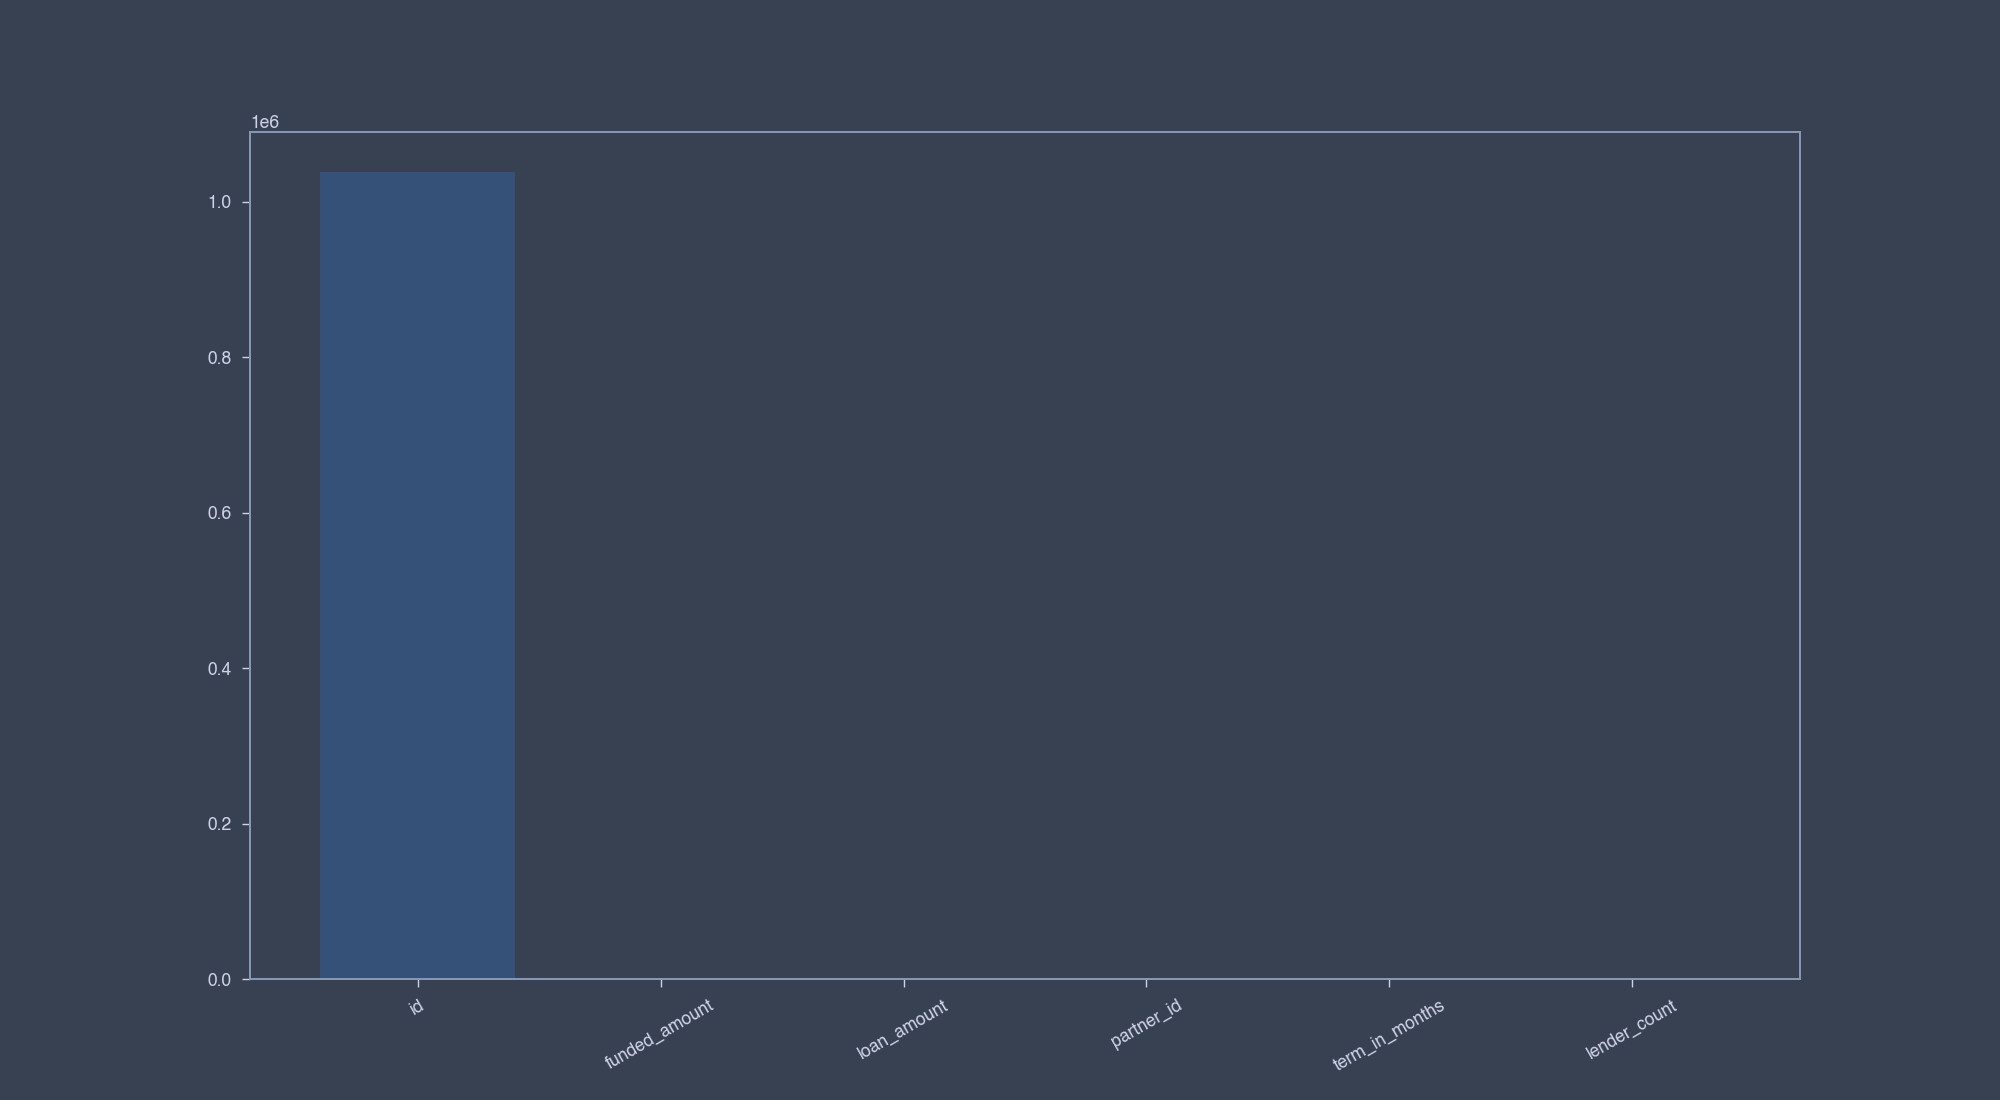 1e6
1.0
0.8
0.6
0.4
0.2
0.0
id
funded_amount
loan_amount
partner_id
term_in_months
lender_count